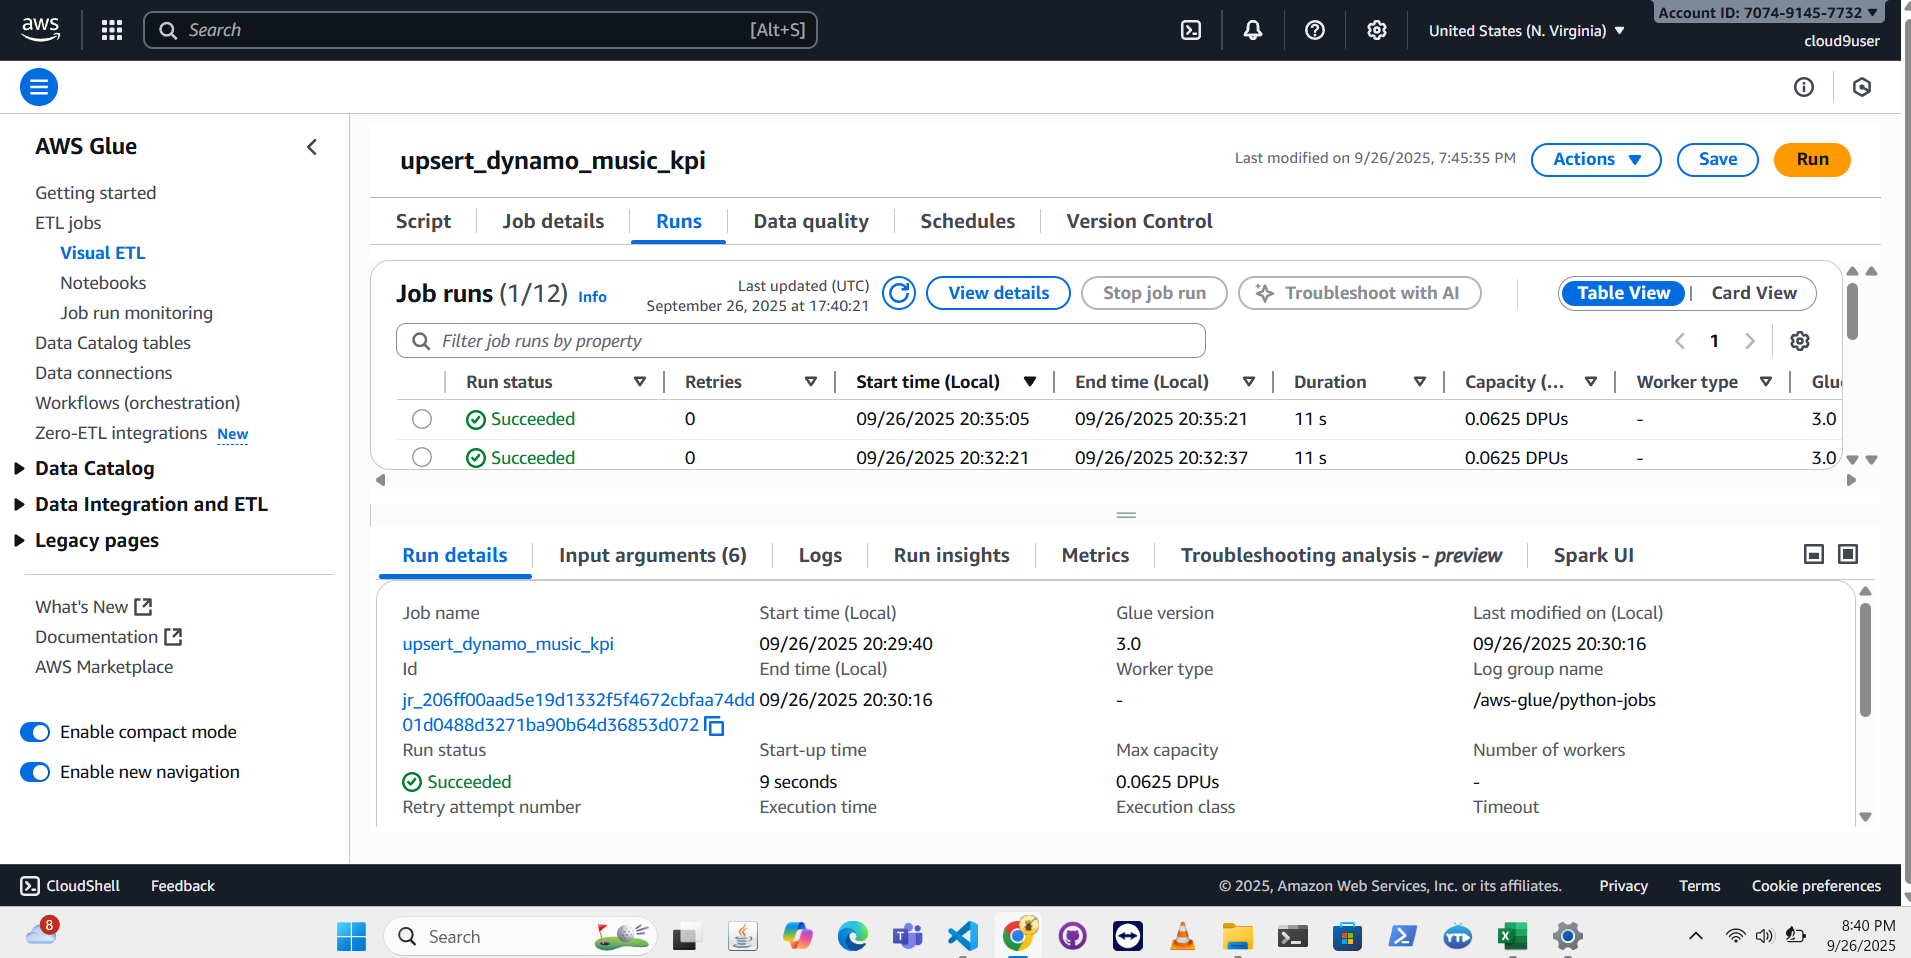 aws
Search
[Alt+S]
United States (N. Virginia)
Account ID: 7074-9145-7732
cloud9user
AWS Glue
Getting started
ETL jobs
Visual ETL
Notebooks
Job run monitoring
Data Catalog tables
Data connections
Workflows (orchestration)
Zero-ETL integrations New
Data Catalog
Data Integration and ETL
Legacy pages
What's New
Documentation
AWS Marketplace
Enable compact mode
Enable new navigation
upsert_dynamo_music_kpi
Last modified on 9/26/2025, 7:45:35 PM
Actions
Save
Run
Script
Job details
Runs
Data quality
Schedules
Version Control
Job runs (1/12) Info
Last updated (UTC)
September 26, 2025 at 17:40:21
View details
Stop job run
Troubleshoot with AI
Table View
Card View
Filter job runs by property
1
Run status Retries Start time (Local) End time (Local) Duration Capacity (... Worker type Glu
Succeeded 0 09/26/2025 20:35:05 09/26/2025 20:35:21 11 s 0.0625 DPUs - 3.0
Succeeded 0 09/26/2025 20:32:21 09/26/2025 20:32:37 11 s 0.0625 DPUs - 3.0
Run details
Input arguments (6)
Logs
Run insights
Metrics
Troubleshooting analysis - preview
Spark UI
Job name Start time (Local) Glue version Last modified on (Local)
upsert_dynamo_music_kpi 09/26/2025 20:29:40 3.0 09/26/2025 20:30:16
Id End time (Local) Worker type Log group name
jr_206ff00aad5e19d1332f5f4672cbfaa74dd 09/26/2025 20:30:16 - /aws-glue/python-jobs
01d0488d3271ba90b64d36853d072
Run status Start-up time Max capacity Number of workers
Succeeded 9 seconds 0.0625 DPUs -
Retry attempt number Execution time Execution class Timeout
CloudShell
Feedback
© 2025, Amazon Web Services, Inc. or its affiliates.
Privacy
Terms
Cookie preferences
8
Search
YTD
8:40 PM
9/26/2025